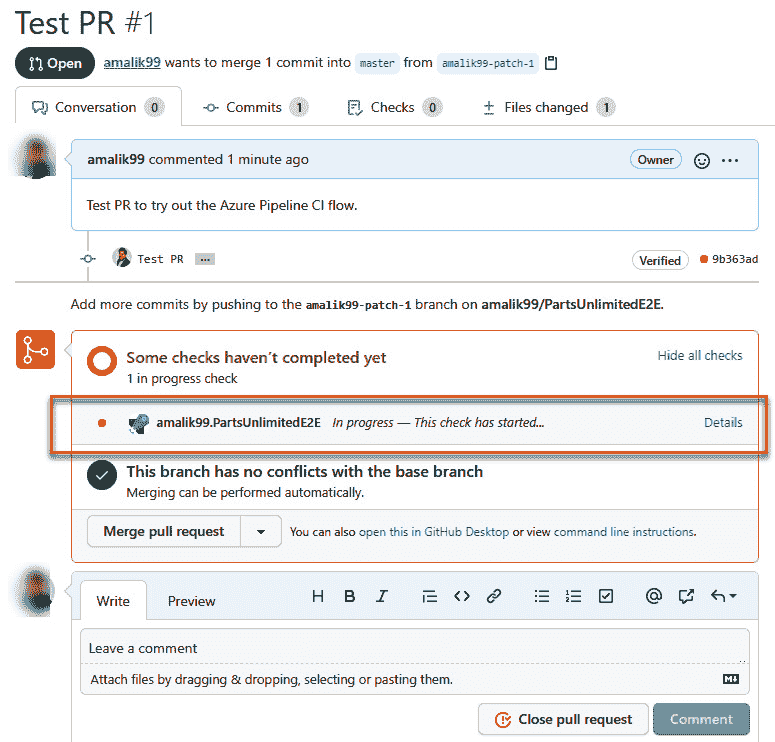 Test PR #1
Open amalik99 wants to merge 1 commit into master from amalik99-patch-1
Conversation 0 Commits 1 Checks 0 Files changed 1
amalik99 commented 1 minute ago Owner
Test PR to try out the Azure Pipeline CI flow.
Test PR ... Verified 9b363ad
Add more commits by pushing to the amalik99-patch-1 branch on amalik99/PartsUnlimitedE2E.
Some checks haven't completed yet Hide all checks
1 in progress check
amalik99.PartsUnlimitedE2E In progress — This check has started... Details
This branch has no conflicts with the base branch
Merging can be performed automatically.
Merge pull request You can also open this in GitHub Desktop or view command line instructions.
Write Preview H B I
Leave a comment
Attach files by dragging & dropping, selecting or pasting them.
Close pull request Comment